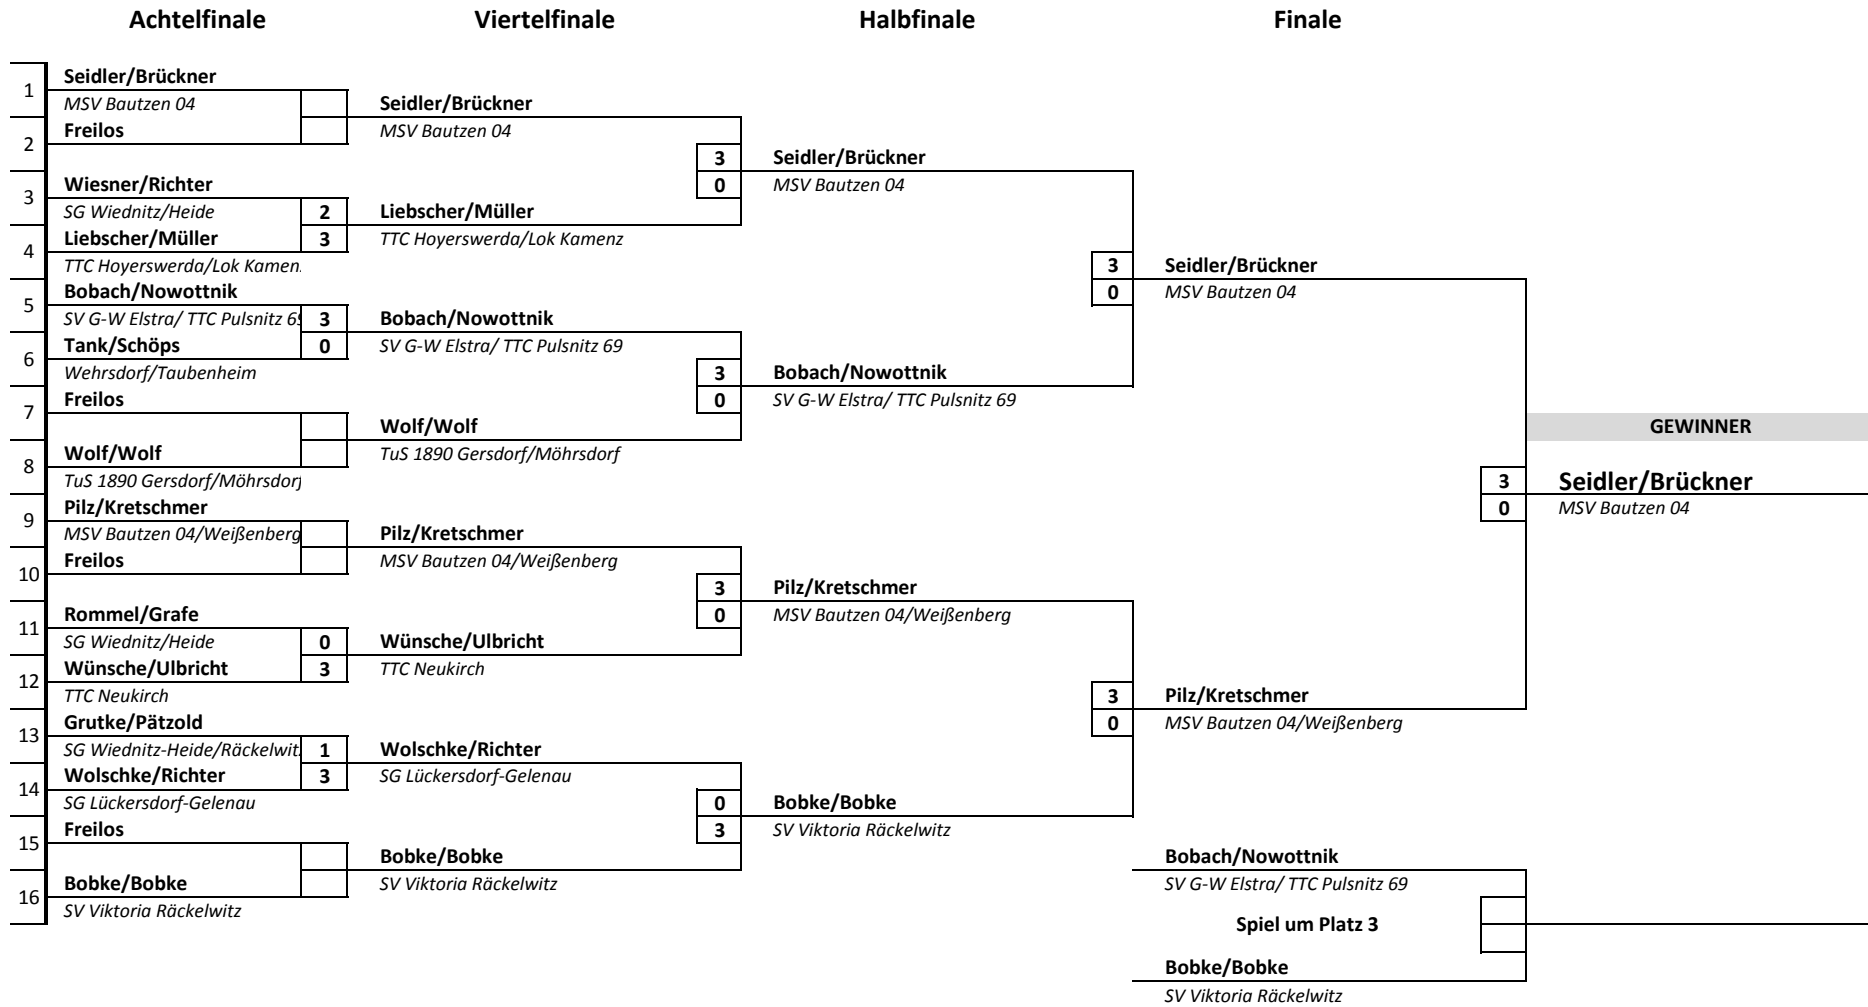 Achtelfinale
Viertelfinale
Halbfinale
Finale
1
Seidler/Brückner
MSV Bautzen 04
2
Freilos
3
Wiesner/Richter
SG Wiednitz/Heide
2
4
Liebscher/Müller
3
TTC Hoyerswerda/Lok Kamen
5
Bobach/Nowottnik
SV G-W Elstra/ TTC Pulsnitz 69
3
6
Tank/Schöps
0
Wehrsdorf/Taubenheim
7
Freilos
8
Wolf/Wolf
TuS 1890 Gersdorf/Möhrsdorf
9
Pilz/Kretschmer
MSV Bautzen 04/Weißenberg
10
Freilos
11
Rommel/Grafe
SG Wiednitz/Heide
0
12
Wünsche/Ulbricht
3
TTC Neukirch
13
Grutke/Pätzold
SG Wiednitz-Heide/Räckelwit
1
14
Wolschke/Richter
3
SG Lückersdorf-Gelenau
15
Freilos
16
Bobke/Bobke
SV Viktoria Räckelwitz
Seidler/Brückner
MSV Bautzen 04
3
0
Liebscher/Müller
TTC Hoyerswerda/Lok Kamenz
Bobach/Nowottnik
SV G-W Elstra/ TTC Pulsnitz 69
3
0
Wolf/Wolf
TuS 1890 Gersdorf/Möhrsdorf
Pilz/Kretschmer
MSV Bautzen 04/Weißenberg
3
0
Wünsche/Ulbricht
TTC Neukirch
Wolschke/Richter
SG Lückersdorf-Gelenau
0
3
Bobke/Bobke
SV Viktoria Räckelwitz
Seidler/Brückner
MSV Bautzen 04
3
0
Bobach/Nowottnik
SV G-W Elstra/ TTC Pulsnitz 69
Pilz/Kretschmer
MSV Bautzen 04/Weißenberg
3
0
Bobke/Bobke
SV Viktoria Räckelwitz
Seidler/Brückner
MSV Bautzen 04
3
0
Pilz/Kretschmer
MSV Bautzen 04/Weißenberg
GEWINNER
Seidler/Brückner
MSV Bautzen 04
Bobach/Nowottnik
SV G-W Elstra/ TTC Pulsnitz 69
Spiel um Platz 3
Bobke/Bobke
SV Viktoria Räckelwitz